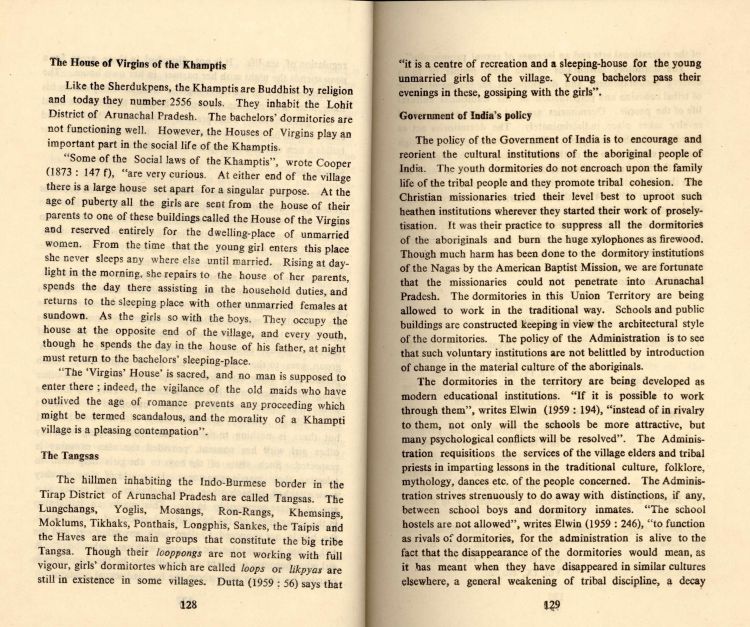 The House of Virgins of the Khamptis
Like the Sherdukpens, the Khamptis are Buddhist by religion
and today they number 2556 souls. They inhabit the Lohit
District of Arunachal Pradesh. The bachelors' dormitories are
not functioning well. However, the Houses of Virgins play an
important part in the social life of the Khamptis.
“Some of the Social laws of the Khamptis”, wrote Cooper
(1873 : 147 f), “are very curious. At either end of the village
there is a large house set apart for a singular purpose. At the
age of puberty all the girls are sent from the house of their
parents to one of these buildings called the House of the Virgins
and reserved entirely for the dwelling-place of unmarried
women. From the time that the young girl enters this place
she never sleeps any where else until married. Rising at day-
light in the morning, she repairs to the house of her parents,
spends the day there assisting in the household duties, and
returns to the sleeping place with other unmarried females at
sundown. As the girls so with the boys. They occupy the
house at the opposite end of the village, and every youth,
though he spends the day in the house of his father, at night
must return to the bachelors' sleeping-place.
“The ‘Virgins’ House’ is sacred, and no man is supposed to
enter there ; indeed, the vigilance of the old maids who have
outlived the age of romance prevents any proceeding which
might be termed scandalous, and the morality of a Khampti
village is a pleasing contempation”.
The Tangsas
The hillmen inhabiting the Indo-Burmese border in the
Tirap District of Arunachal Pradesh are called Tangsas. The
Lungchangs, Yoglis, Mosangs, Ron-Rangs, Khemsings,
Moklums, Tikhaks, Ponthais, Longphis, Sankes, the Taipis and
the Haves are the main groups that constitute the big tribe
Tangsa. Though their looppongs are not working with full
vigour, girls' dormitortes which are called loops or likpyas are
still in existence in some villages. Dutta (1959 : 56) says that
128
“it is a centre of recreation and a sleeping-house for the young
unmarried girls of the village. Young bachelors pass their
evenings in these, gossiping with the girls”.
Government of India's policy
The policy of the Government of India is to encourage and
reorient the cultural institutions of the aboriginal people of
India. The youth dormitories do not encroach upon the family
life of the tribal people and they promote tribal cohesion. The
Christian missionaries tried their level best to uproot such
heathen institutions wherever they started their work of prosely-
tisation. It was their practice to suppress all the dormitories
of the aboriginals and burn the huge xylophones as firewood.
Though much harm has been done to the dormitory institutions
of the Nagas by the American Baptist Mission, we are fortunate
that the missionaries could not penetrate into Arunachal
Pradesh. The dormitories in this Union Territory are being
allowed to work in the traditional way. Schools and public
buildings are constructed keeping in view the architectural style
of the dormitories. The policy of the Administration is to see
that such voluntary institutions are not belittled by introduction
of change in the material culture of the aboriginals.
The dormitories in the territory are being developed as
modern educational institutions. “If it is possible to work
through them”, writes Elwin (1959 : 194), “instead of in rivalry
to them, not only will the schools be more attractive, but
many psychological conflicts will be resolved”. The Adminis-
tration requisitions the services of the village elders and tribal
priests in imparting lessons in the traditional culture, folklore,
mythology, dances etc. of the people concerned. The Adminis-
tration strives strenuously to do away with distinctions, if any,
between school boys and dormitory inmates. “The school
hostels are not allowed”, writes Elwin (1959 : 246), “to function
as rivals of dormitories, for the administration is alive to the
fact that the disappearance of the dormitories would mean, as
it has meant when they have disappeared in similar cultures
elsewhere, a general weakening of tribal discipline, a decay
129